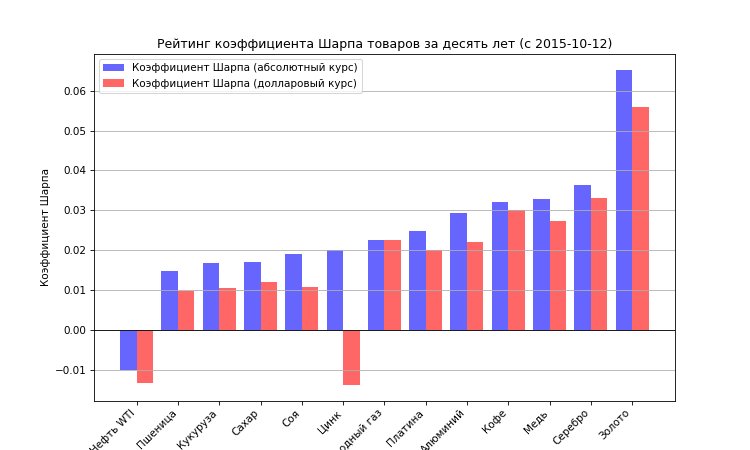 Рейтинг коэффициента Шарпа товаров за десять лет (с 2015-10-12)
Коэффициент Шарпа (абсолютный курс)
Коэффициент Шарпа (долларовый курс)
Коэффициент Шарпа
0.06
0.05
0.04
0.03
0.02
0.01
0.00
−0.01
Нефть WTI
Пшеница
Кукуруза
Сахар
Соя
Цинк
газ
Платина
Алюминий
Кофе
Медь
Серебро
Золото